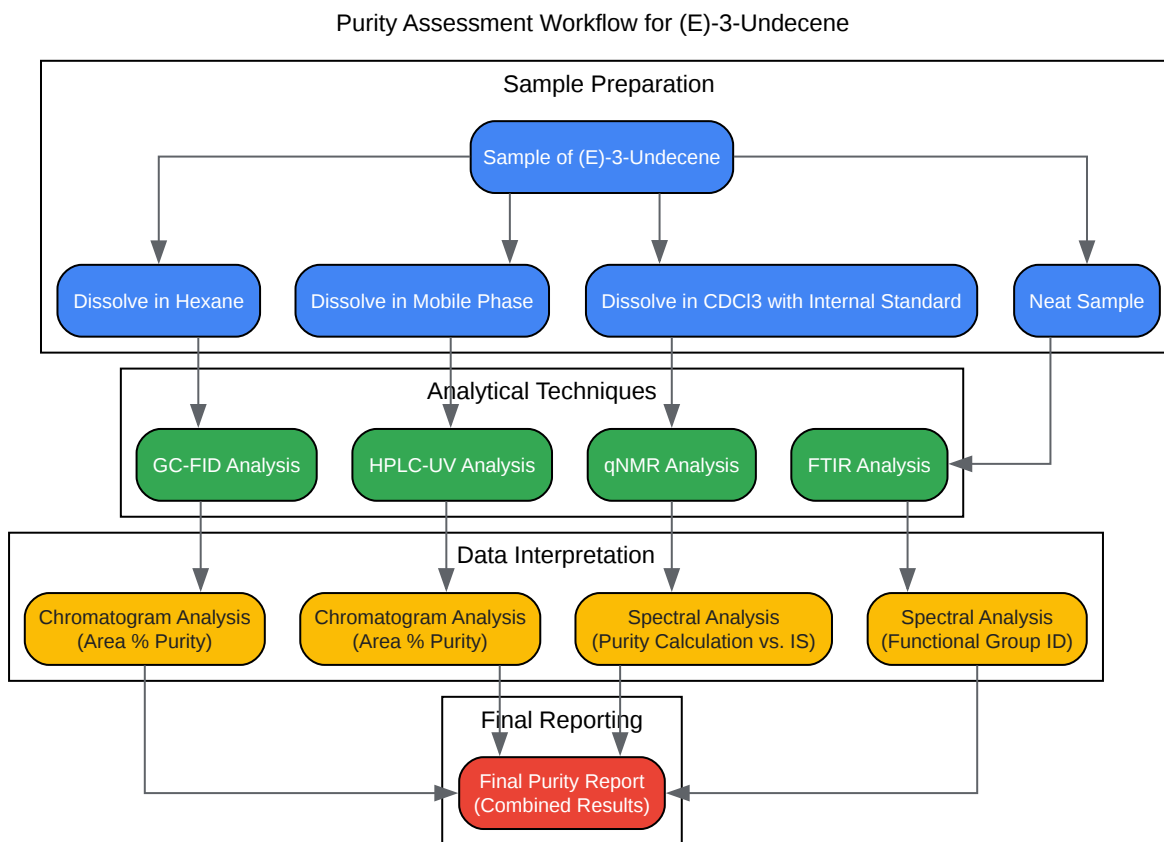 Purity Assessment Workflow for (E)-3-Undecene
Sample Preparation
Sample of (E)-3-Undecene
Dissolve in Hexane
Dissolve in Mobile Phase
Dissolve in CDCl3 with Internal Standard
Neat Sample
Analytical Techniques
GC-FID Analysis
HPLC-UV Analysis
qNMR Analysis
FTIR Analysis
Data Interpretation
Chromatogram Analysis
(Area % Purity)
Chromatogram Analysis
(Area % Purity)
Spectral Analysis
(Purity Calculation vs. IS)
Spectral Analysis
(Functional Group ID)
Final Reporting
Final Purity Report
(Combined Results)